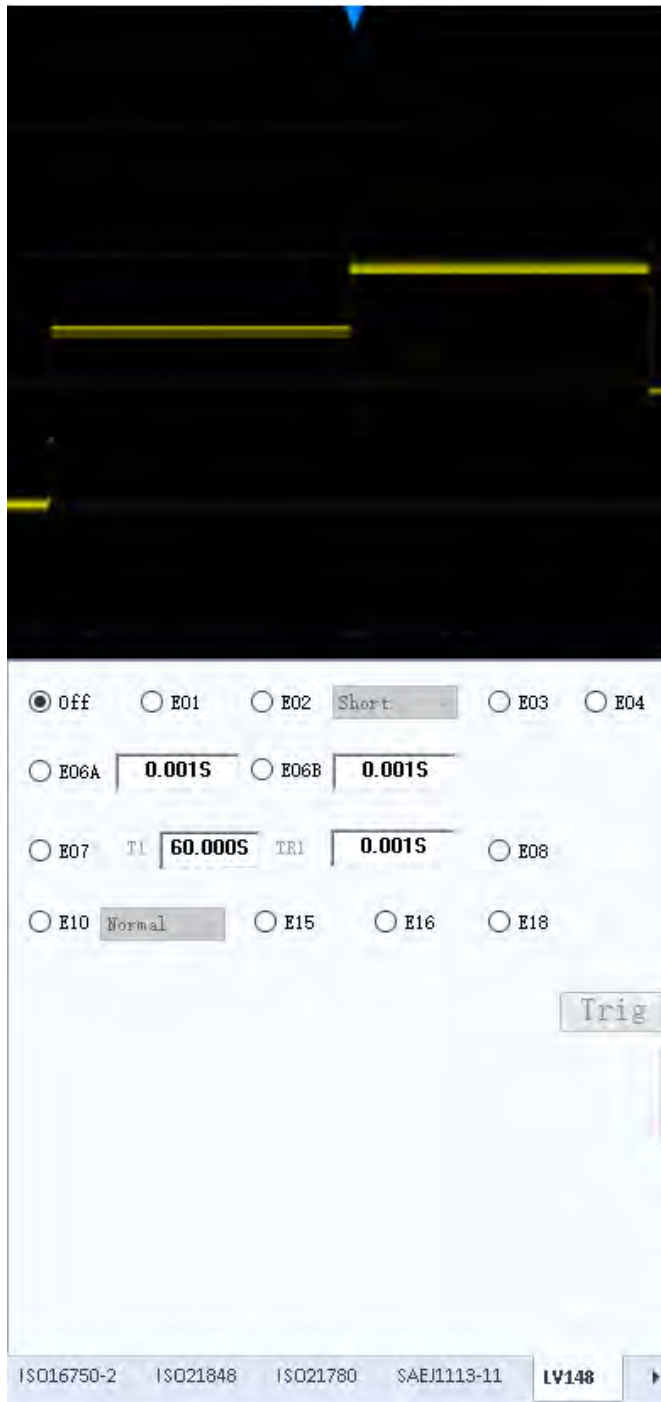 Off E01 E02 Short E03 E04
E06A 0.001S E06B 0.001S
E07 T1 60.000S TR1 0.001S E08
E10 Normal E15 E16 E18
Trig
ISO16750-2 ISO21848 ISO21780 SAEJ1113-11 LV148